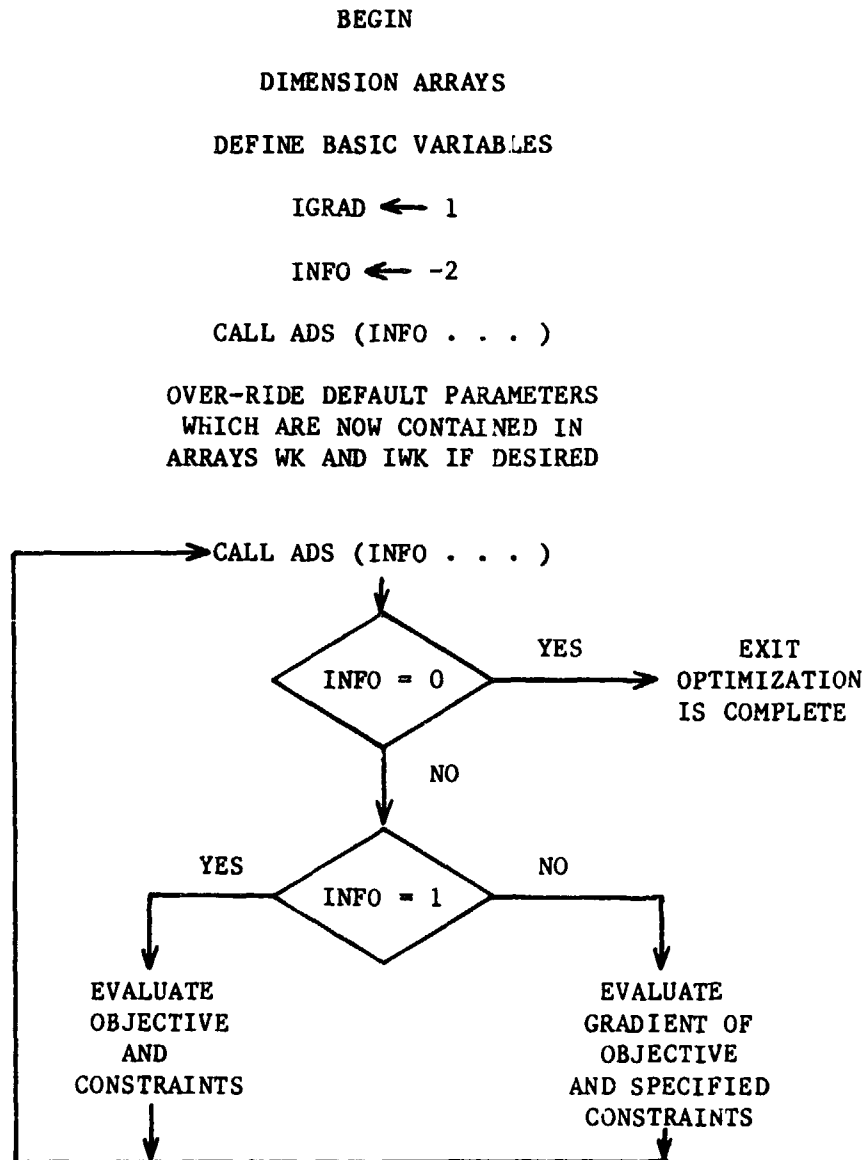 BEGIN
DIMENSION ARRAYS
DEFINE BASIC VARIABLES
IGRAD ← 1
INFO ← -2
CALL ADS (INFO . . . )
OVER-RIDE DEFAULT PARAMETERS
WHICH ARE NOW CONTAINED IN
ARRAYS WK AND IWK IF DESIRED
CALL ADS (INFO . . . )
INFO = 0
YES
EXIT
OPTIMIZATION
IS COMPLETE
NO
INFO = 1
YES
NO
EVALUATE
OBJECTIVE
AND
CONSTRAINTS
EVALUATE
GRADIENT OF
OBJECTIVE
AND SPECIFIED
CONSTRAINTS